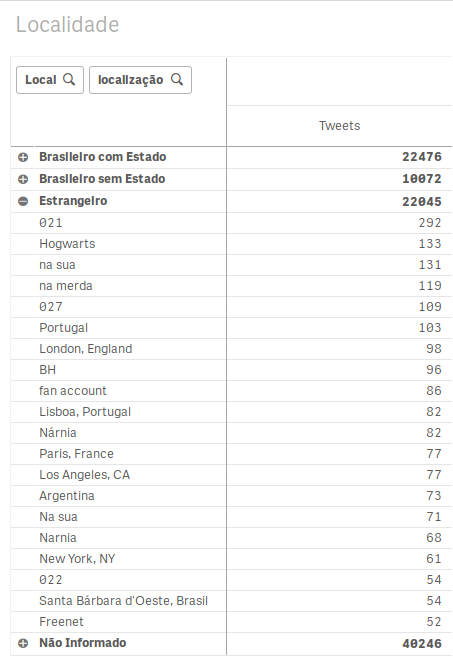 Localidade
Local localização
Tweets
Brasileiro com Estado 22476
Brasileiro sem Estado 10072
Estrangeiro 22045
021 292
Hogwarts 133
na sua 131
na merda 119
027 109
Portugal 103
London, England 98
BH 96
fan account 86
Lisboa, Portugal 82
Nárnia 82
Paris, France 77
Los Angeles, CA 77
Argentina 73
Na sua 71
Narnia 68
New York, NY 61
022 54
Santa Bárbara d'Oeste, Brasil 54
Freenet 52
Não Informado 40246